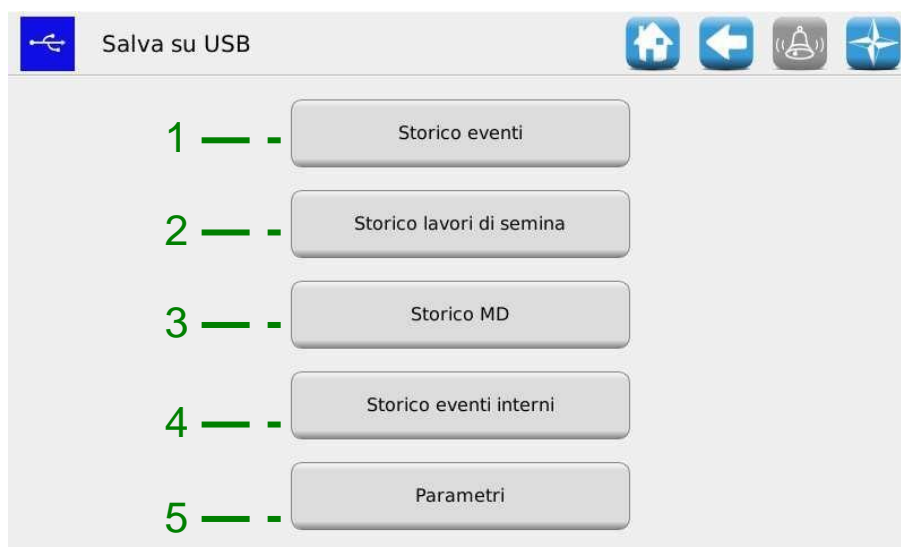 Salva su USB
1 Storico eventi
2 Storico lavori di semina
3 Storico MD
4 Storico eventi interni
5 Parametri